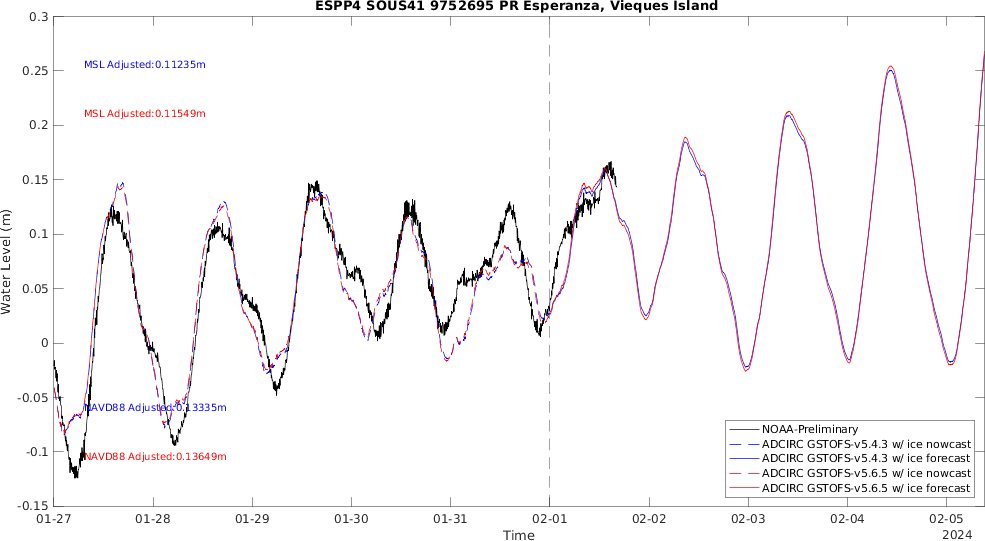 ESPP4 SOUS41 9752695 PR Esperanza, Vieques Island
0.3
0.25
0.2
0.15
0.1
0.05
0
-0.05
-0.1
-0.15
Water Level (m)
MSL Adjusted:0.11235m
MSL Adjusted:0.11549m
NAVD88 Adjusted:0.13335m
NAVD88 Adjusted:0.13649m
NOAA-Preliminary
ADCIRC GSTOFS-v5.4.3 w/ ice nowcast
ADCIRC GSTOFS-v5.4.3 w/ ice forecast
ADCIRC GSTOFS-v5.6.5 w/ ice nowcast
ADCIRC GSTOFS-v5.6.5 w/ ice forecast
01-27 01-28 01-29 01-30 01-31 02-01 02-02 02-03 02-04 02-05
Time
2024